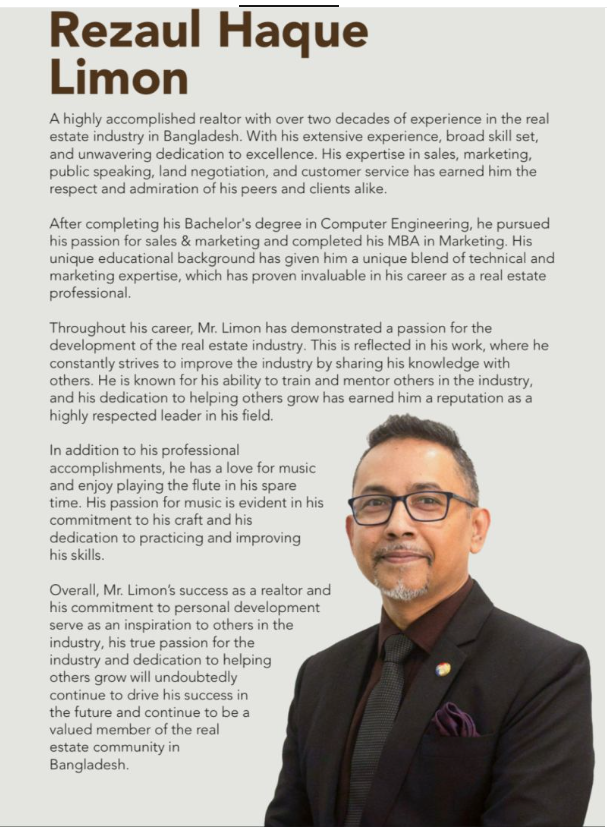 Rezaul Haque
Limon
A highly accomplished realtor with over two decades of experience in the real
estate industry in Bangladesh. With his extensive experience, broad skill set,
and unwavering dedication to excellence. His expertise in sales, marketing,
public speaking, land negotiation, and customer service has earned him the
respect and admiration of his peers and clients alike.
After completing his Bachelor's degree in Computer Engineering, he pursued
his passion for sales & marketing and completed his MBA in Marketing. His
unique educational background has given him a unique blend of technical and
marketing expertise, which has proven invaluable in his career as a real estate
professional.
Throughout his career, Mr. Limon has demonstrated a passion for the
development of the real estate industry. This is reflected in his work, where he
constantly strives to improve the industry by sharing his knowledge with
others. He is known for his ability to train and mentor others in the industry,
and his dedication to helping others grow has earned him a reputation as a
highly respected leader in his field.
In addition to his professional
accomplishments, he has a love for music
and enjoy playing the flute in his spare
time. His passion for music is evident in his
commitment to his craft and his
dedication to practicing and improving
his skills.
Overall, Mr. Limon's success as a realtor and
his commitment to personal development
serve as an inspiration to others in the
industry, his true passion for the
industry and dedication to helping
others grow will undoubtedly
continue to drive his success in
the future and continue to be a
valued member of the real
estate community in
Bangladesh.